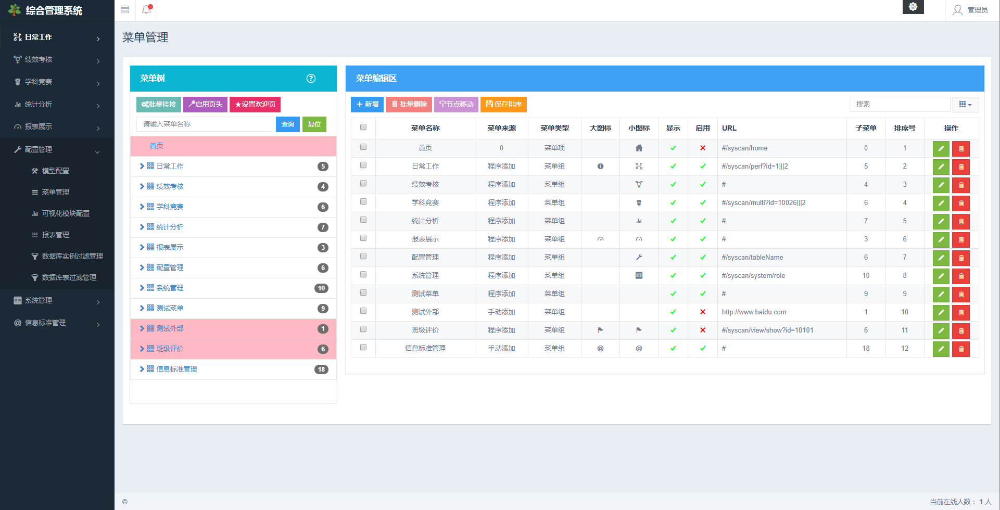 综合管理系统
管理员
日常工作
绩效考核
学科竞赛
统计分析
报表展示
配置管理
模型配置
菜单管理
可视化模块配置
报表管理
数据库实例过滤管理
数据库表过滤管理
系统管理
信息标准管理
菜单管理
菜单树
批量挂接 启用页头 设置欢迎页
请输入菜单名称 查询 复位
首页
日常工作 5
绩效考核 4
学科竞赛 6
统计分析 7
报表展示 3
配置管理 6
系统管理 10
测试菜单 9
测试外部 1
班级评价 6
信息标准管理 18
菜单编辑区
新增 批量删除 节点移动 保存排序 搜索
菜单名称 菜单来源 菜单类型 大图标 小图标 显示 启用 URL 子菜单 排序号 操作
首页 0 菜单项 #/syscan/home 0 1
日常工作 程序添加 菜单组 #/syscan/perf?id=1|||2 5 2
绩效考核 程序添加 菜单组 # 4 3
学科竞赛 程序添加 菜单组 #/syscan/multi?id=10026|||2 6 4
统计分析 程序添加 菜单组 # 7 5
报表展示 程序添加 菜单组 # 3 6
配置管理 程序添加 菜单组 #/syscan/tableName 6 7
系统管理 程序添加 菜单组 #/syscan/system/role 10 8
测试菜单 程序添加 菜单组 # 9 9
测试外部 手动添加 菜单组 http://www.baidu.com 1 10
班级评价 程序添加 菜单组 #/syscan/view/show?id=10101 6 11
信息标准管理 手动添加 菜单组 @ @ # 18 12
© 当前在线人数： 1 人